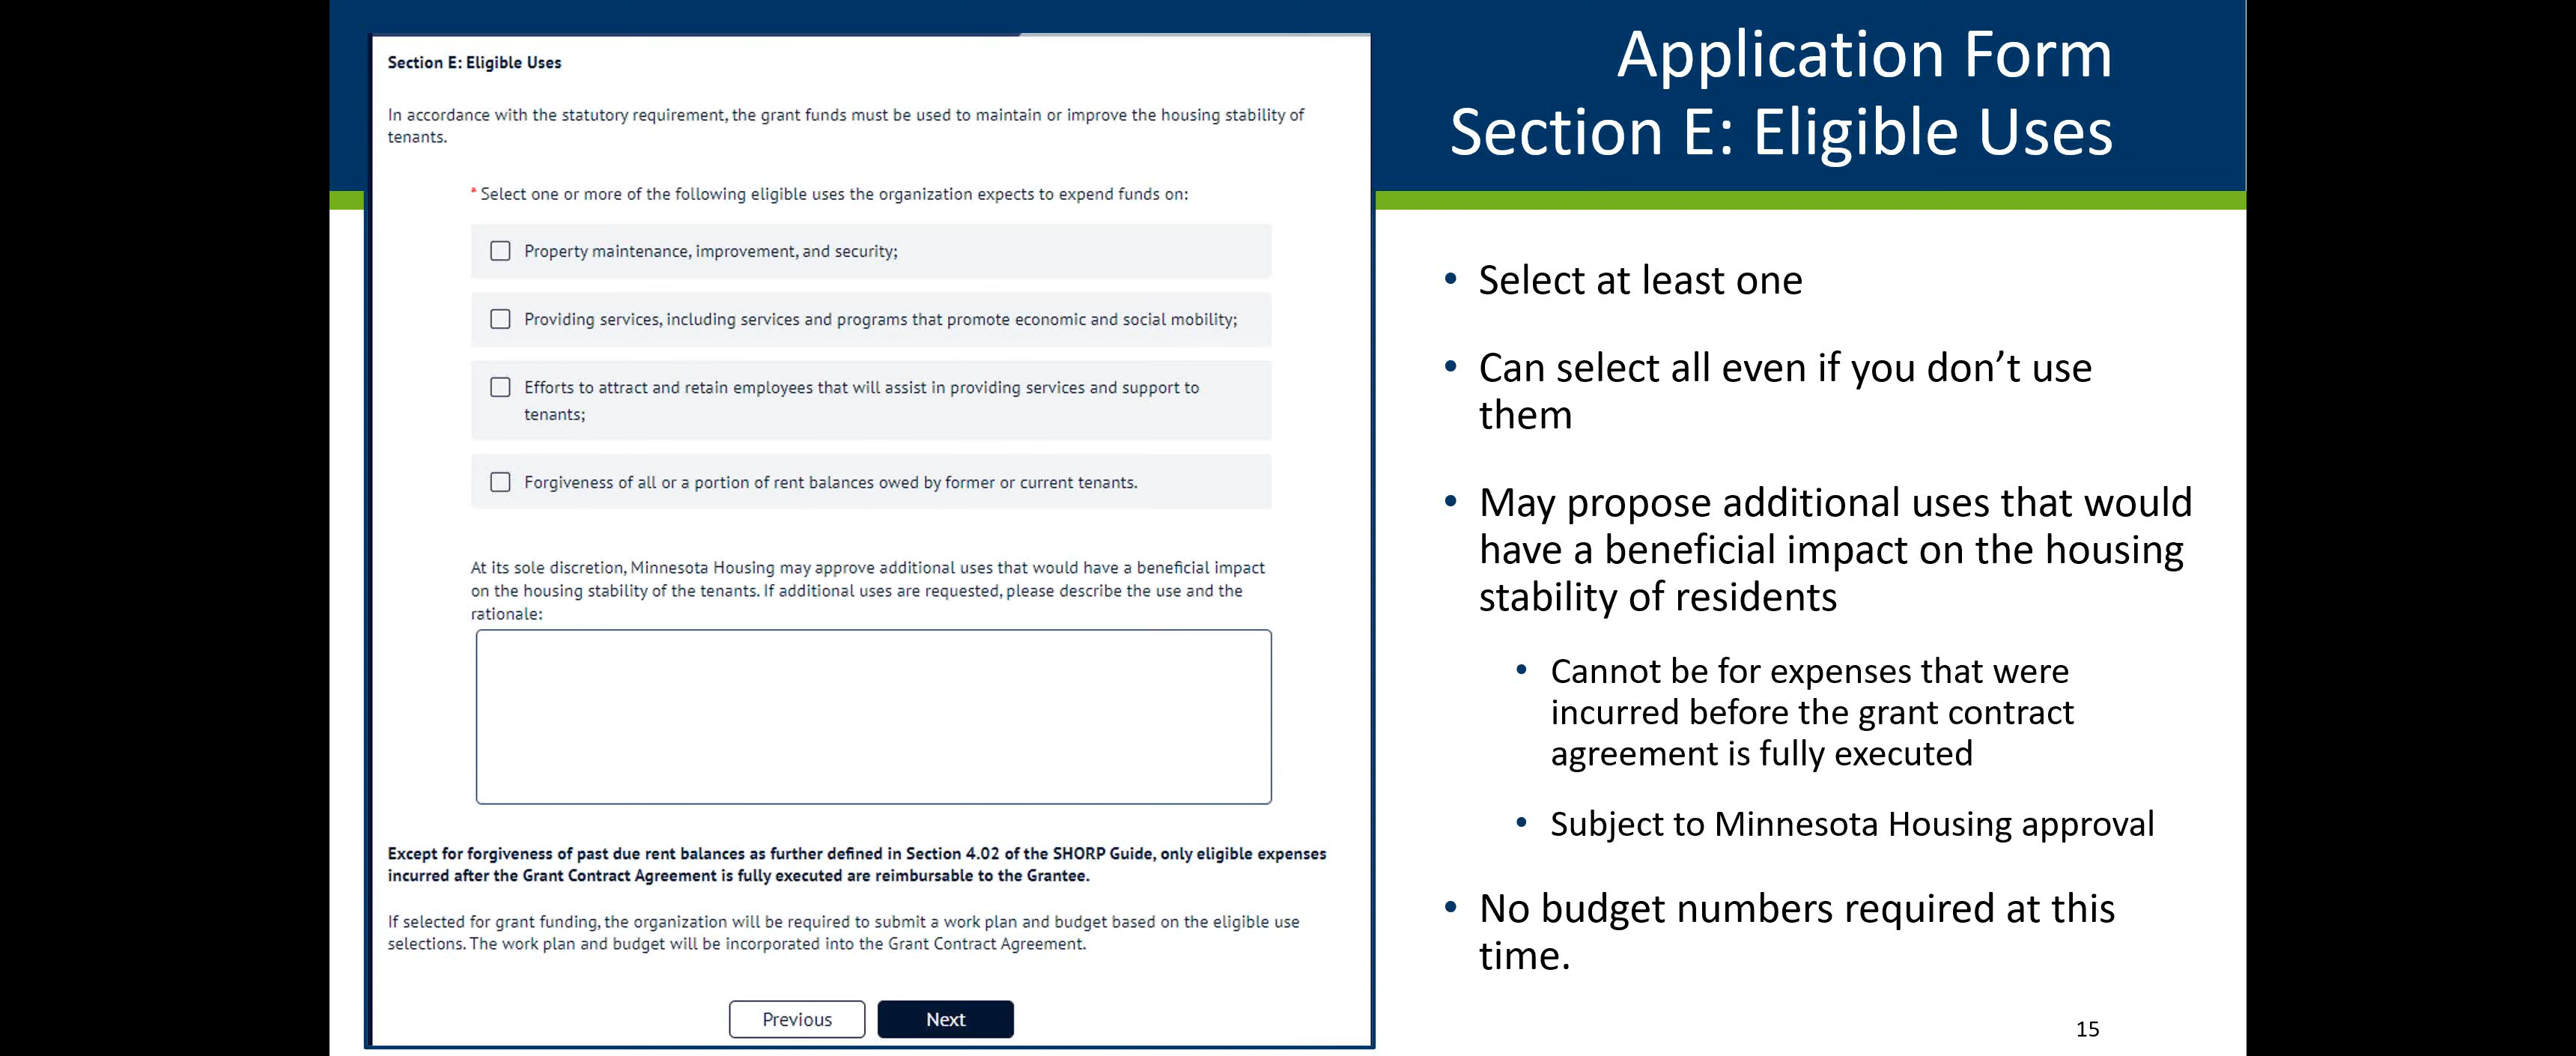 Section E: Eligible Uses
In accordance with the statutory requirement, the grant funds must be used to maintain or improve the housing stability of
tenants.
* Select one or more of the following eligible uses the organization expects to expend funds on:
Property maintenance, improvement, and security;
Providing services, including services and programs that promote economic and social mobility;
Efforts to attract and retain employees that will assist in providing services and support to
tenants;
Forgiveness of all or a portion of rent balances owed by former or current tenants.
At its sole discretion, Minnesota Housing may approve additional uses that would have a beneficial impact
on the housing stability of the tenants. If additional uses are requested, please describe the use and the
rationale:
Except for forgiveness of past due rent balances as further defined in Section 4.02 of the SHORP Guide, only eligible expenses
incurred after the Grant Contract Agreement is fully executed are reimbursable to the Grantee.
If selected for grant funding, the organization will be required to submit a work plan and budget based on the eligible use
selections. The work plan and budget will be incorporated into the Grant Contract Agreement.
Previous
Next
Application Form
Section E: Eligible Uses
• Select at least one
• Can select all even if you don’t use
them
• May propose additional uses that would
have a beneficial impact on the housing
stability of residents
• Cannot be for expenses that were
incurred before the grant contract
agreement is fully executed
• Subject to Minnesota Housing approval
• No budget numbers required at this
time.
15